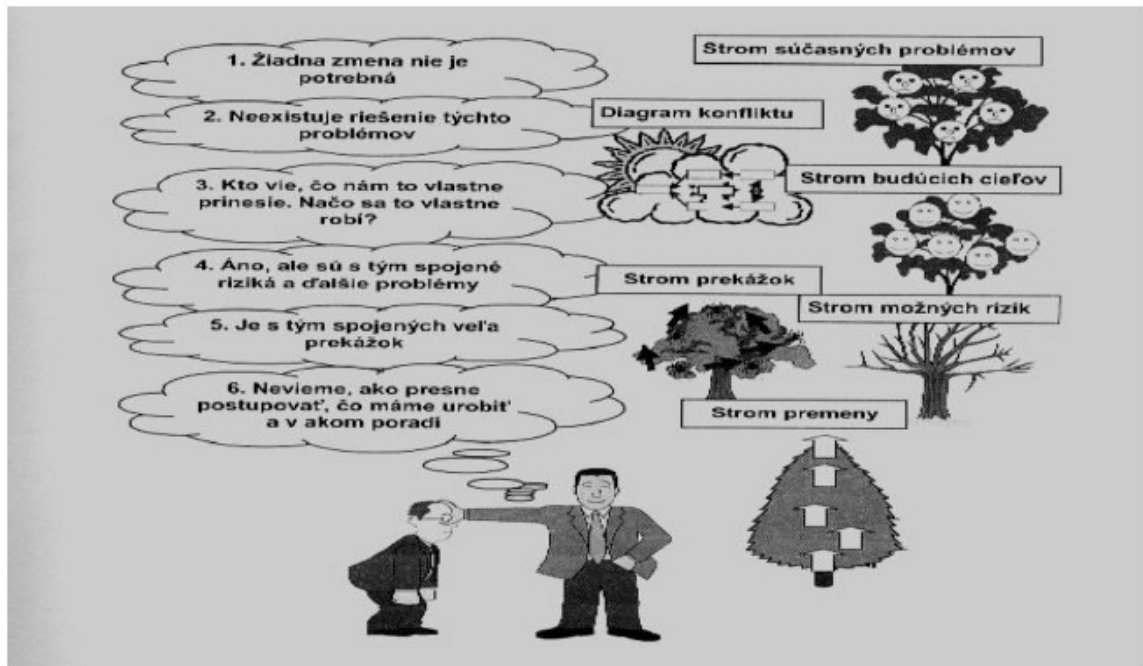 1. Žiadna zmena nie je
potrebná
2. Neexistuje riešenie týchto
problémov
3. Kto vie, čo nám to vlastne
prinesie. Načo sa to vlastne
robí?
4. Áno, ale sú s tým spojené
riziká a ďalšie problémy
5. Je s tým spojených veľa
prekážok
6. Nevieme, ako presne
postupovať, čo máme urobiť
a v akom poradí
Strom súčasných problémov
Diagram konfliktu
Strom budúcich cieľov
Strom prekážok
Strom možných rizik
Strom premeny